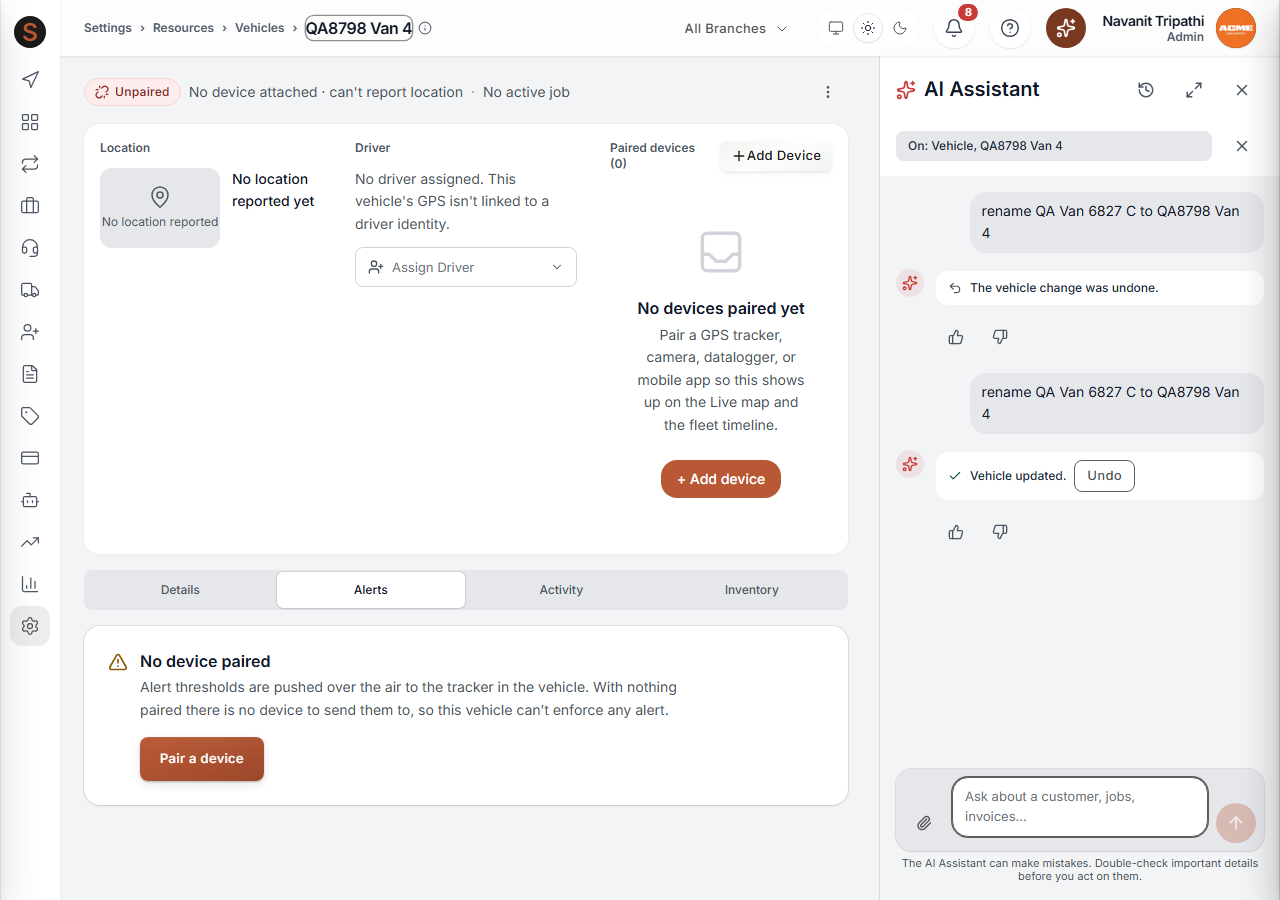 S
Settings › Resources › Vehicles › QA8798 Van 4
All Branches
8
Navanit Tripathi
Admin
ACME
Unpaired
No device attached · can't report location · No active job
Location
No location reported
No location
reported yet
Driver
No driver assigned. This
vehicle's GPS isn't linked to a
driver identity.
Assign Driver
Paired devices
(0)
+ Add Device
No devices paired yet
Pair a GPS tracker,
camera, datalogger, or
mobile app so this shows
up on the Live map and
the fleet timeline.
+ Add device
Details
Alerts
Activity
Inventory
No device paired
Alert thresholds are pushed over the air to the tracker in the vehicle. With nothing
paired there is no device to send them to, so this vehicle can’t enforce any alert.
Pair a device
AI Assistant
On: Vehicle, QA8798 Van 4
rename QA Van 6827 C to QA8798 Van
4
The vehicle change was undone.
rename QA Van 6827 C to QA8798 Van
4
Vehicle updated.
Undo
Ask about a customer, jobs,
invoices...
The AI Assistant can make mistakes. Double-check important details
before you act on them.